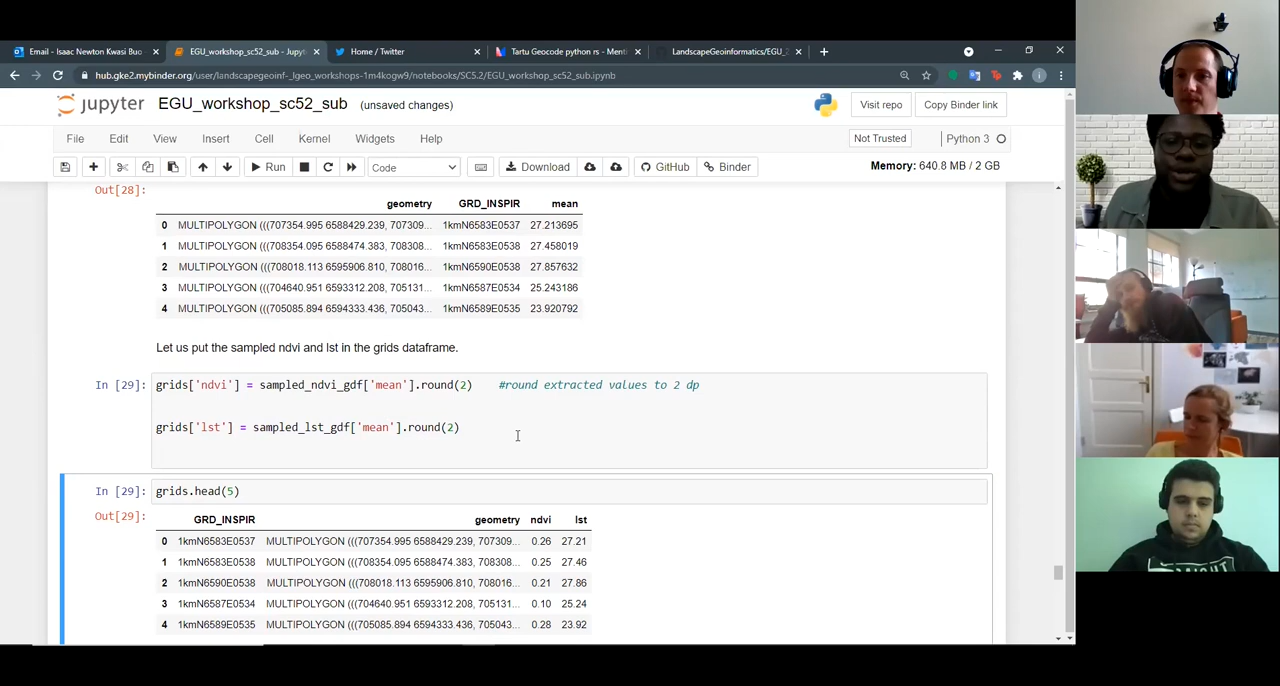 Email - Isaac Newton Kwasi Buo
EGU_workshop_sc52_sub - Jupyt
Home / Twitter
Tartu Geocode python rs - Menti
LandscapeGeoinformatics/EGU_2
hub.gke2.mybinder.org/user/landscapegeoinf-_lgeo_workshops-1m4kogw9/notebooks/SC5.2/EGU_workshop_sc52_sub.ipynb
jupyter EGU_workshop_sc52_sub (unsaved changes) Visit repo Copy Binder link
File Edit View Insert Cell Kernel Widgets Help Not Trusted Python 3
Run Code Download GitHub Binder Memory: 640.8 MB / 2 GB
Out[28]:
geometry GRD_INSPIR mean
0 MULTIPOLYGON (((707354.995 6588429.239, 707309... 1kmN6583E0537 27.213695
1 MULTIPOLYGON (((708354.095 6588474.383, 708308... 1kmN6583E0538 27.458019
2 MULTIPOLYGON (((708018.113 6595906.810, 708016... 1kmN6590E0538 27.857632
3 MULTIPOLYGON (((704640.951 6593312.208, 705131... 1kmN6587E0534 25.243186
4 MULTIPOLYGON (((705085.894 6594333.436, 705043... 1kmN6589E0535 23.920792
Let us put the sampled ndvi and lst in the grids dataframe.
In [29]: grids['ndvi'] = sampled_ndvi_gdf['mean'].round(2) #round extracted values to 2 dp
grids['lst'] = sampled_lst_gdf['mean'].round(2)
In [29]: grids.head(5)
Out[29]:
GRD_INSPIR geometry ndvi lst
0 1kmN6583E0537 MULTIPOLYGON (((707354.995 6588429.239, 707309... 0.26 27.21
1 1kmN6583E0538 MULTIPOLYGON (((708354.095 6588474.383, 708308... 0.25 27.46
2 1kmN6590E0538 MULTIPOLYGON (((708018.113 6595906.810, 708016... 0.21 27.86
3 1kmN6587E0534 MULTIPOLYGON (((704640.951 6593312.208, 705131... 0.10 25.24
4 1kmN6589E0535 MULTIPOLYGON (((705085.894 6594333.436, 705043... 0.28 23.92